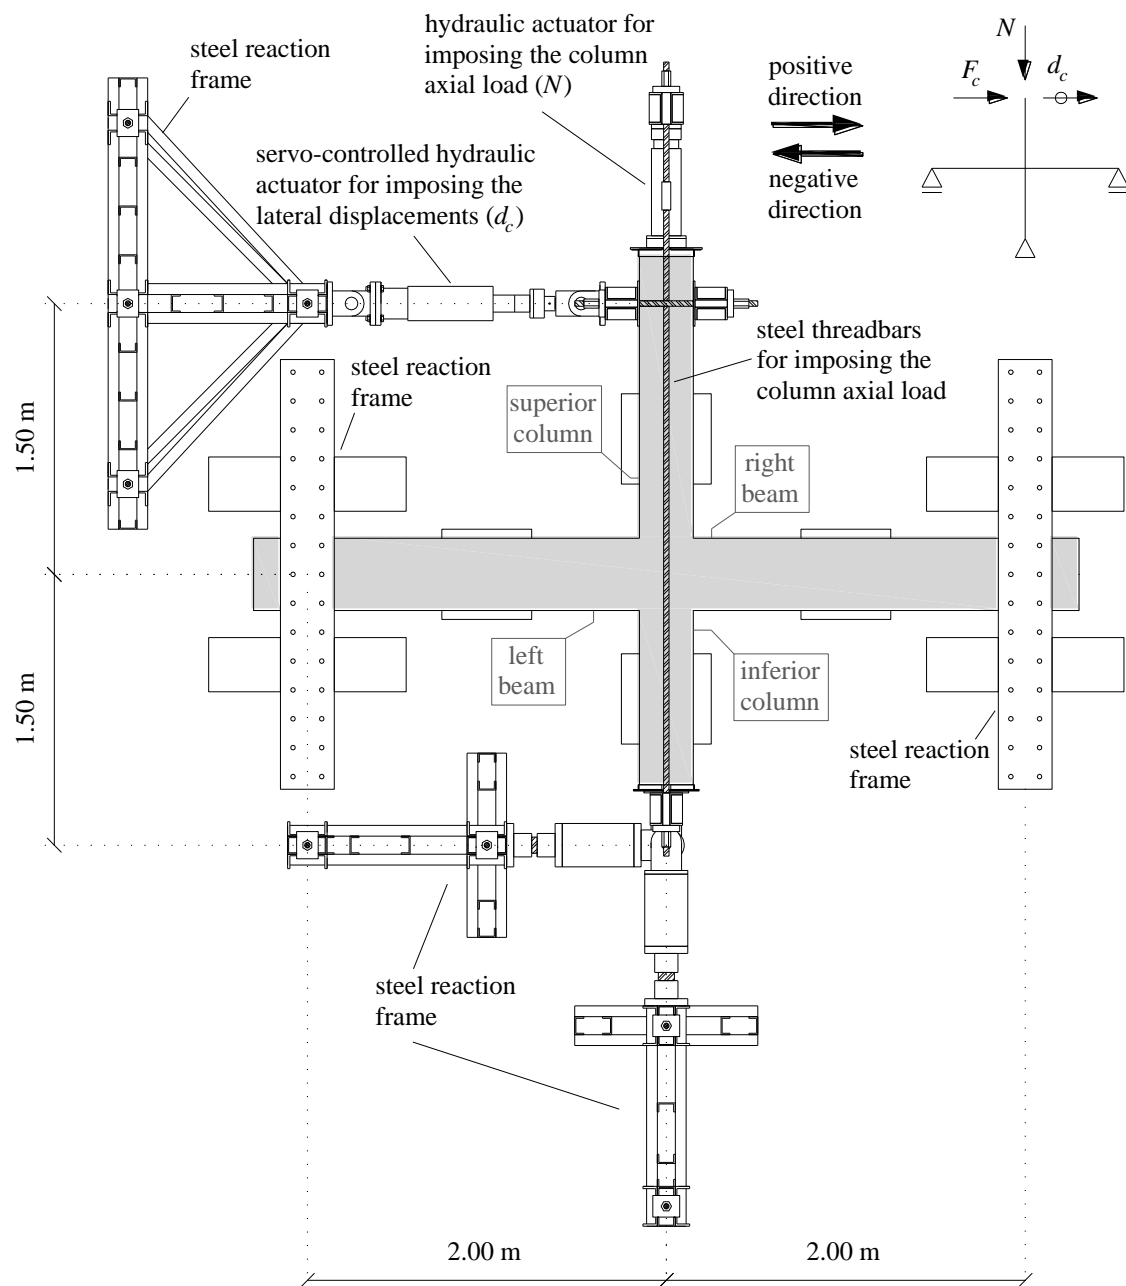 hydraulic actuator for
imposing the column
axial load (N)
steel reaction
frame
servo-controlled hydraulic
actuator for imposing the
lateral displacements (d_c)
positive
direction
negative
direction
N
F_c
d_c
steel threadbars
for imposing the
column axial load
steel reaction
frame
superior
column
right
beam
1.50 m
left
beam
inferior
column
1.50 m
steel reaction
frame
steel reaction
frame
2.00 m
2.00 m